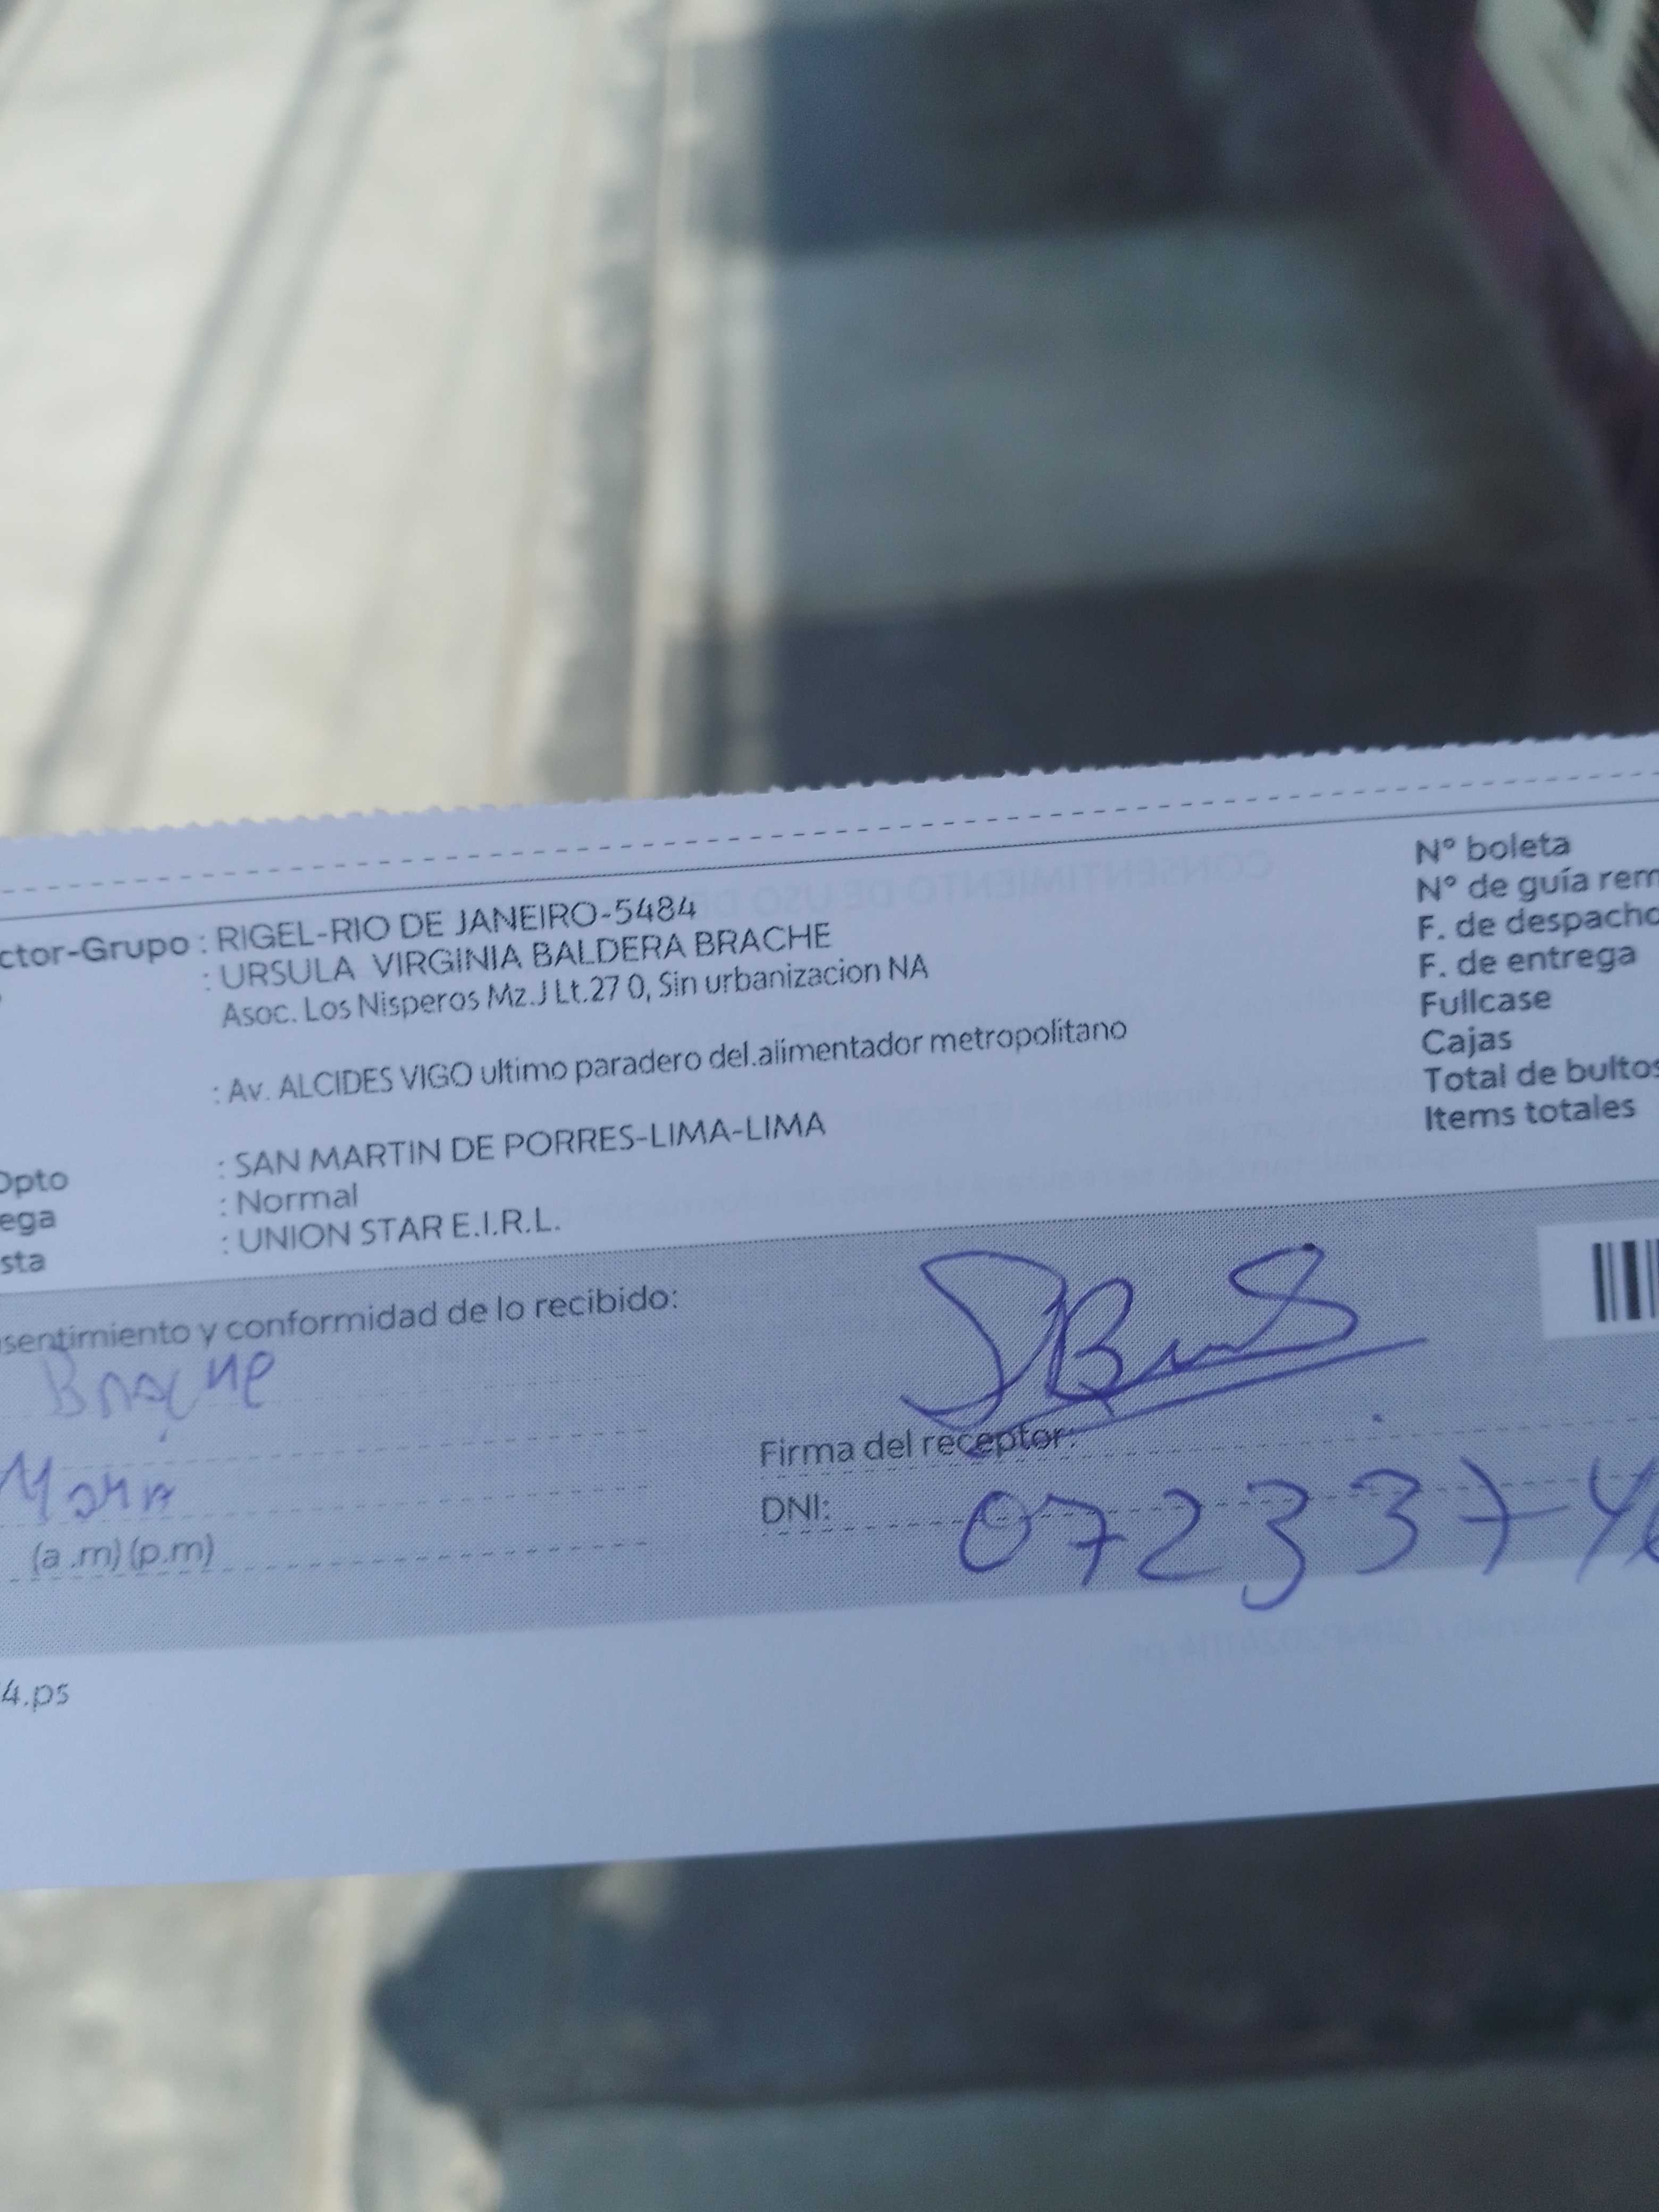 ctor-Grupo : RIGEL-RIO DE JANEIRO-5484
: URSULA VIRGINIA BALDERA BRACHE
Asoc. Los Nisperos Mz.J Lt.27 0, Sin urbanizacion NA
: Av. ALCIDES VIGO ultimo paradero del.alimentador metropolitano
Dpto : SAN MARTIN DE PORRES-LIMA-LIMA
ega : Normal
sta : UNION STAR E.I.R.L.
N° boleta
N° de guía rem
F. de despacho
F. de entrega
Fullcase
Cajas
Total de bultos
Items totales
sentimiento y conformidad de lo recibido:
Brache
(a .m) (p.m)
Firma del receptor:
DNI: 0723374
4.ps